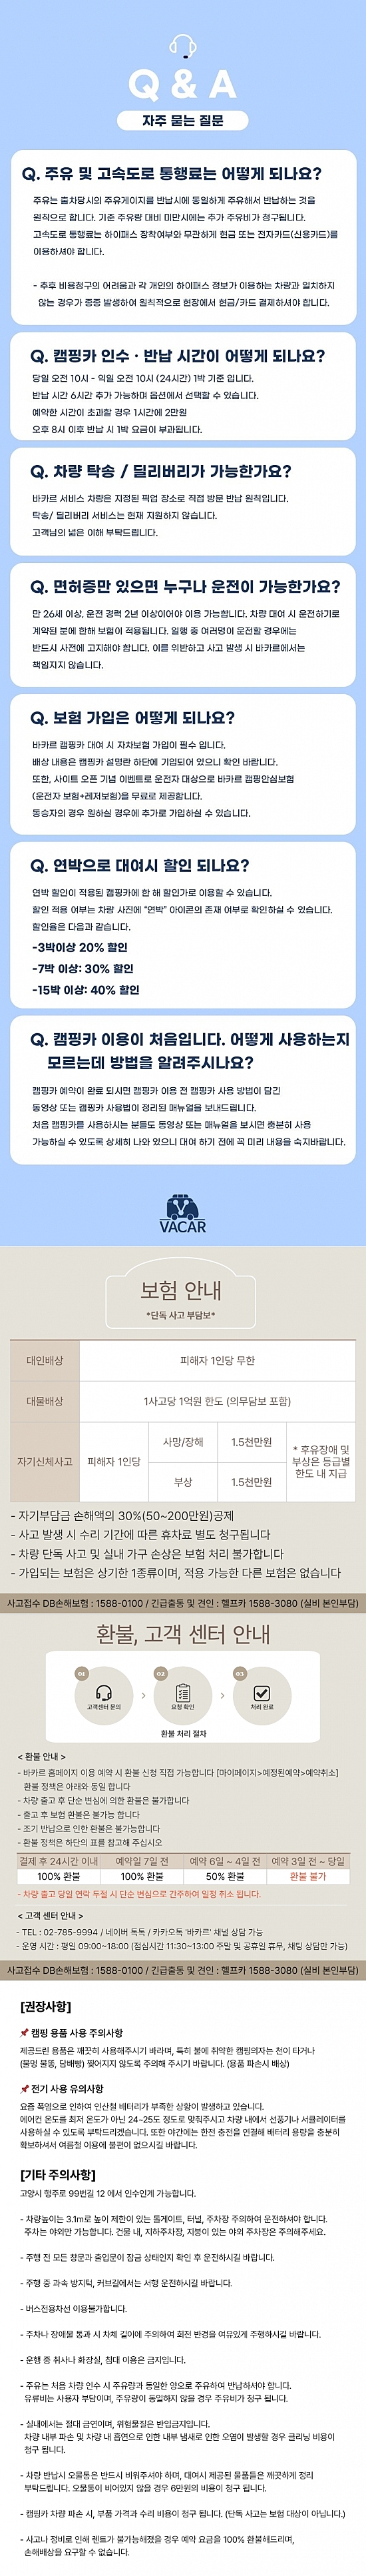 Q & A
자주 묻는 질문
Q. 주유 및 고속도로 통행료는 어떻게 되나요?
주유는 출차당시의 주유게이지를 반납시에 동일하게 주유해서 반납하는 것을
원칙으로 합니다. 기준 주유량 대비 미만시에는 추가 주유비가 청구됩니다.
고속도로 통행료는 하이패스 장착여부와 무관하게 현금 또는 전자카드(신용카드)를
이용하셔야 합니다.
- 추후 비용청구의 어려움과 각 개인의 하이패스 정보가 이용하는 차량과 일치하지
않는 경우가 종종 발생하여 원칙적으로 현장에서 현금/카드 결제하셔야 합니다.
Q. 캠핑카 인수 · 반납 시간이 어떻게 되나요?
당일 오전 10시 - 익일 오전 10시 (24시간) 1박 기준 입니다.
반납 시간 6시간 추가 가능하며 옵션에서 선택할 수 있습니다.
예약한 시간이 초과할 경우 1시간에 2만원
오후 8시 이후 반납 시 1박 요금이 부과됩니다.
Q. 차량 탁송 / 딜리버리가 가능한가요?
바카르 서비스 차량은 지정된 픽업 장소로 직접 방문 반납 원칙입니다.
탁송/ 딜리버리 서비스는 현재 지원하지 않습니다.
고객님의 넓은 이해 부탁드립니다.
Q. 면허증만 있으면 누구나 운전이 가능한가요?
만 26세 이상, 운전 경력 2년 이상이어야 이용 가능합니다. 차량 대여 시 운전하기로
계약된 분에 한해 보험이 적용됩니다. 일행 중 여러명이 운전할 경우에는
반드시 사전에 고지해야 합니다. 이를 위반하고 사고 발생 시 바카르에서는
책임지지 않습니다.
Q. 보험 가입은 어떻게 되나요?
바카르 캠핑카 대여 시 자차보험 가입이 필수 입니다.
배상 내용은 캠핑카 설명란 하단에 기입되어 있으니 확인 바랍니다.
또한, 사이트 오픈 기념 이벤트로 운전자 대상으로 바카르 캠핑안심보험
(운전자 보험+레저보험)을 무료로 제공합니다.
동승자의 경우 원하실 경우에 추가로 가입하실 수 있습니다.
Q. 연박으로 대여시 할인 되나요?
연박 할인이 적용된 캠핑카에 한 해 할인가로 이용할 수 있습니다.
할인 적용 여부는 차량 사진에 "연박" 아이콘의 존재 여부로 확인하실 수 있습니다.
할인율은 다음과 같습니다.
-3박이상 20% 할인
-7박 이상: 30% 할인
-15박 이상: 40% 할인
Q. 캠핑카 이용이 처음입니다. 어떻게 사용하는지
모르는데 방법을 알려주시나요?
캠핑카 예약이 완료 되시면 캠핑카 이용 전 캠핑카 사용 방법이 담긴
동영상 또는 캠핑카 사용법이 정리된 매뉴얼을 보내드립니다.
처음 캠핑카를 사용하시는 분들도 동영상 또는 매뉴얼을 보시면 충분히 사용
가능하실 수 있도록 상세히 나와 있으니 대여 하기 전에 꼭 미리 내용을 숙지바랍니다.
VACAR
보험 안내
*단독 사고 부담보*
대인배상 피해자 1인당 무한
대물배상 1사고당 1억원 한도 (의무담보 포함)
자기신체사고 피해자 1인당 사망/장해 1.5천만원
부상 1.5천만원
* 후유장애 및
부상은 등급별
한도 내 지급
- 자기부담금 손해액의 30%(50~200만원)공제
- 사고 발생 시 수리 기간에 따른 휴차료 별도 청구됩니다
- 차량 단독 사고 및 실내 가구 손상은 보험 처리 불가합니다
- 가입되는 보험은 상기한 1종류이며, 적용 가능한 다른 보험은 없습니다
사고접수 DB손해보험 : 1588-0100 / 긴급출동 및 견인 : 헬프카 1588-3080 (실비 본인부담)
환불, 고객 센터 안내
01 02 03
고객센터 문의 요청 확인 처리 완료
환불 처리 절차
< 환불 안내 >
- 바카르 홈페이지 이용 예약 시 환불 신청 직접 가능합니다 [마이페이지>예정된예약>예약취소]
환불 정책은 아래와 동일 합니다
- 차량 출고 후 단순 변심에 의한 환불은 불가합니다
- 출고 후 보험 환불은 불가능 합니다
- 조기 반납으로 인한 환불은 불가능합니다
- 환불 정책은 하단의 표를 참고해 주십시오
결제 후 24시간 이내 예약일 7일 전 예약 6일 ~ 4일 전 예약 3일 전 ~ 당일
100% 환불 100% 환불 50% 환불 환불 불가
- 차량 출고 당일 연락 두절 시 단순 변심으로 간주하여 일정 취소 됩니다.
< 고객 센터 안내 >
- TEL : 02-785-9994 / 네이버 톡톡 / 카카오톡 '바카르' 채널 상담 가능
- 운영 시간 : 평일 09:00~18:00 (점심시간 11:30~13:00 주말 및 공휴일 휴무, 채팅 상담만 가능)
사고접수 DB손해보험 : 1588-0100 / 긴급출동 및 견인 : 헬프카 1588-3080 (실비 본인부담)
[권장사항]
캠핑 용품 사용 주의사항
제공드린 용품은 깨끗히 사용해주시기 바라며, 특히 불에 취약한 캠핑의자는 천이 타거나
(불멍 불똥, 담배빵) 찢어지지 않도록 주의해 주시기 바랍니다. (용품 파손시 배상)
전기 사용 유의사항
요즘 폭염으로 인하여 인산철 배터리가 부족한 상황이 발생하고 있습니다.
에어컨 온도를 최저 온도가 아닌 24~25도 정도로 맞춰주시고 차량 내에서 선풍기나 서큘레이터를
사용하실 수 있도록 부탁드리겠습니다. 또한 야간에는 한전 충전을 연결해 배터리 용량을 충분히
확보하셔서 여름철 이용에 불편이 없으시길 바랍니다.
[기타 주의사항]
고양시 행주로 99번길 12 에서 인수인계 가능합니다.
- 차량높이는 3.1m로 높이 제한이 있는 톨게이트, 터널, 주차장 주의하여 운전하셔야 합니다.
주차는 야외만 가능합니다. 건물 내, 지하주차장, 지붕이 있는 야외 주차장은 주의해주세요.
- 주행 전 모든 창문과 출입문이 잠금 상태인지 확인 후 운전하시길 바랍니다.
- 주행 중 과속 방지턱, 커브길에서는 서행 운전하시길 바랍니다.
- 버스전용차선 이용불가합니다.
- 주차나 장애물 통과 시 차체 길이에 주의하여 회전 반경을 여유있게 주행하시길 바랍니다.
- 운행 중 취사나 화장실, 침대 이용은 금지입니다.
- 주유는 처음 차량 인수 시 주유량과 동일한 양으로 주유하여 반납하셔야 합니다.
유류비는 사용자 부담이며, 주유량이 동일하지 않을 경우 주유비가 청구 됩니다.
- 실내에서는 절대 금연이며, 위험물질은 반입금지입니다.
차량 내부 파손 및 차량 내 흡연으로 인한 내부 냄새로 인한 오염이 발생할 경우 클리닝 비용이
청구 됩니다.
- 차량 반납시 오물통은 반드시 비워주셔야 하며, 대여시 제공된 물품들은 깨끗하게 정리
부탁드립니다. 오물통이 비어있지 않을 경우 6만원의 비용이 청구 됩니다.
- 캠핑카 차량 파손 시, 부품 가격과 수리 비용이 청구 됩니다. (단독 사고는 보험 대상이 아닙니다.)
- 사고나 정비로 인해 렌트가 불가능해졌을 경우 예약 요금을 100% 환불해드리며,
손해배상을 요구할 수 없습니다.